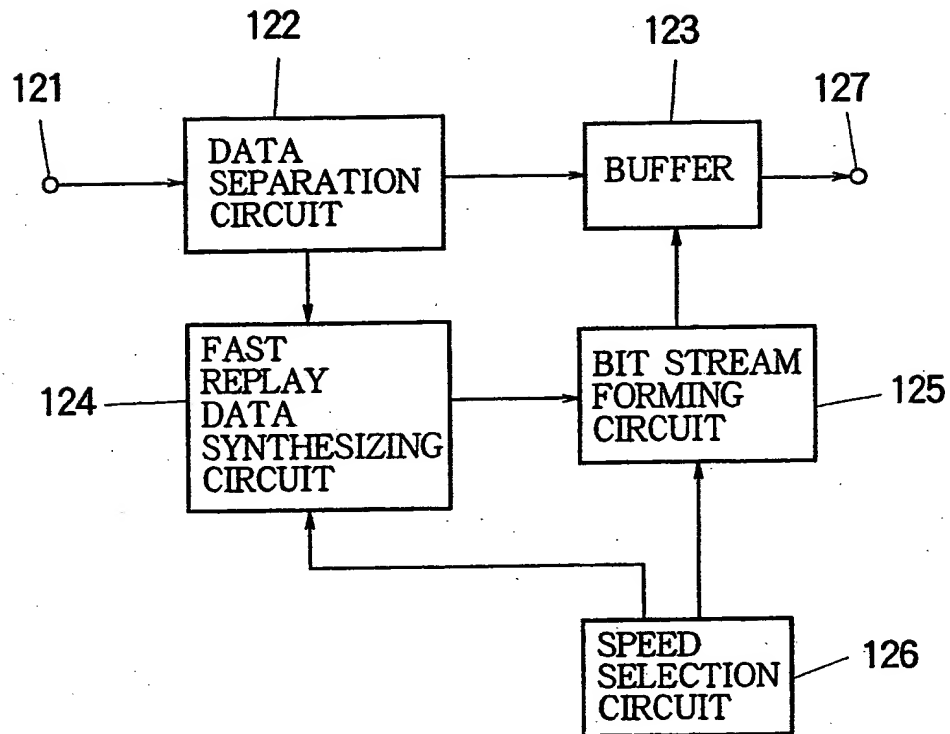 122
123
121
127
DATA
SEPARATION
CIRCUIT
BUFFER
FAST
REPLAY
DATA
SYNTHESIZING
CIRCUIT
124
BIT STREAM
FORMING
CIRCUIT
125
SPEED
SELECTION
CIRCUIT
126